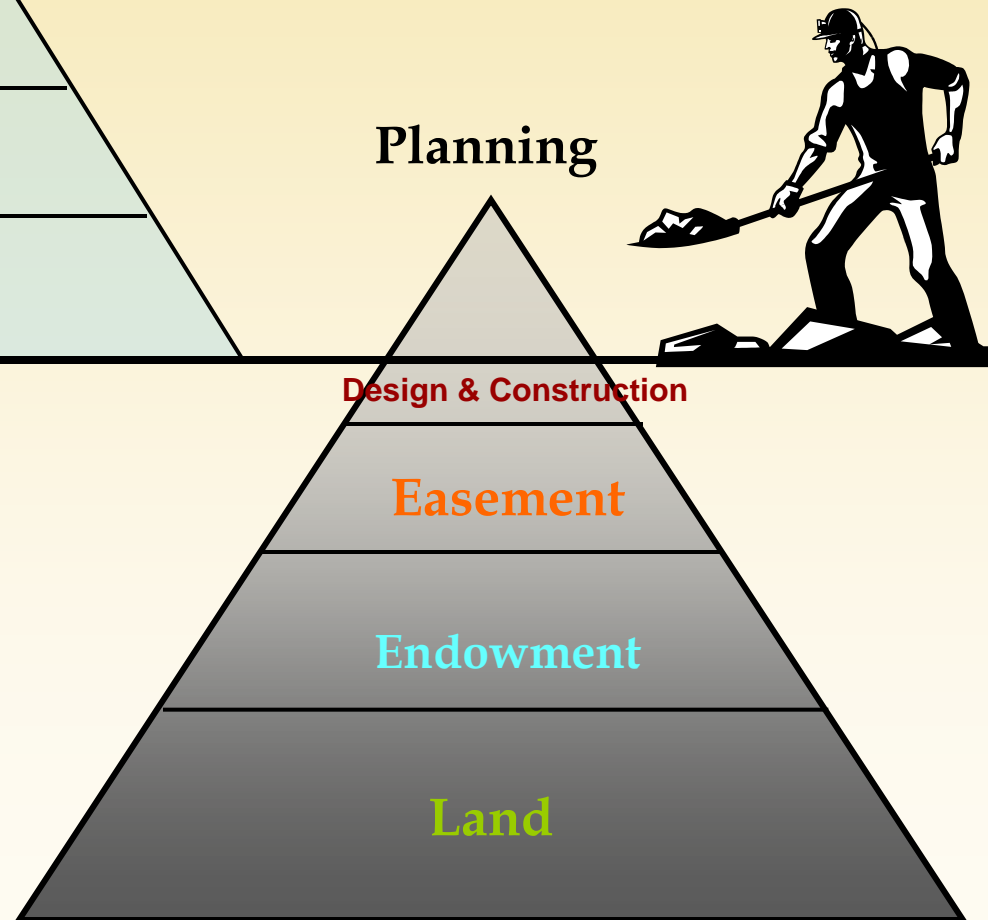 Planning
Design & Construction
Easement
Endowment
Land